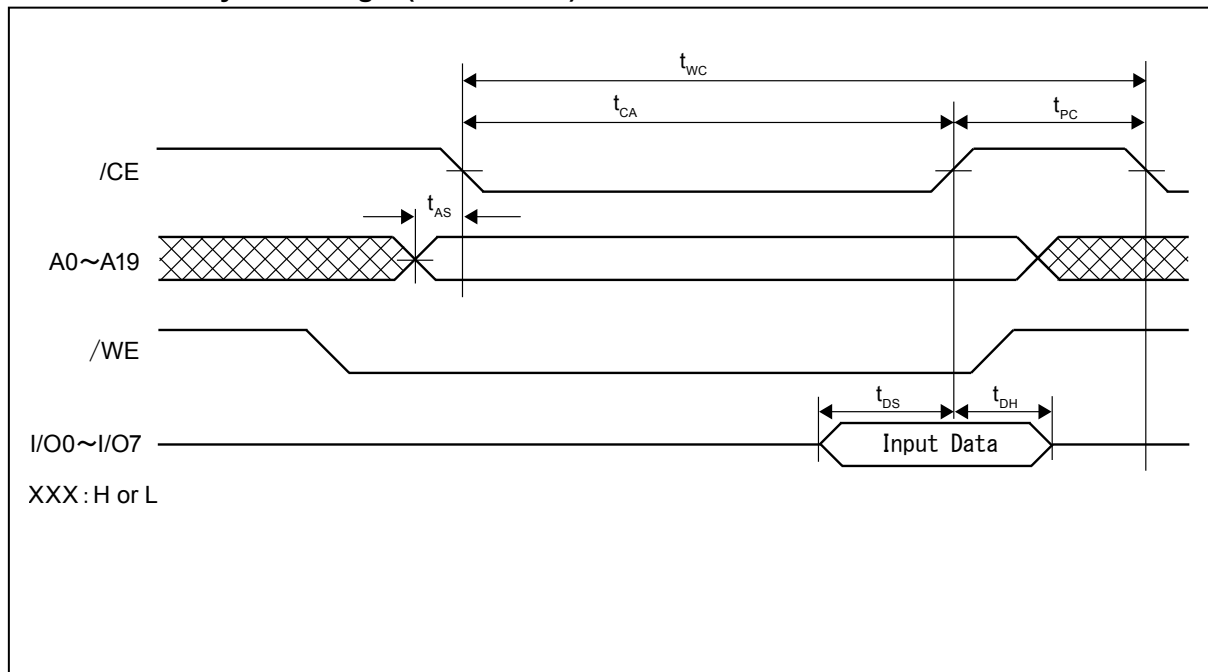 t_WC
t_CA
t_PC
/CE
t_AS
A0～A19
/WE
t_DS
t_DH
I/O0～I/O7
Input Data
XXX : H or L